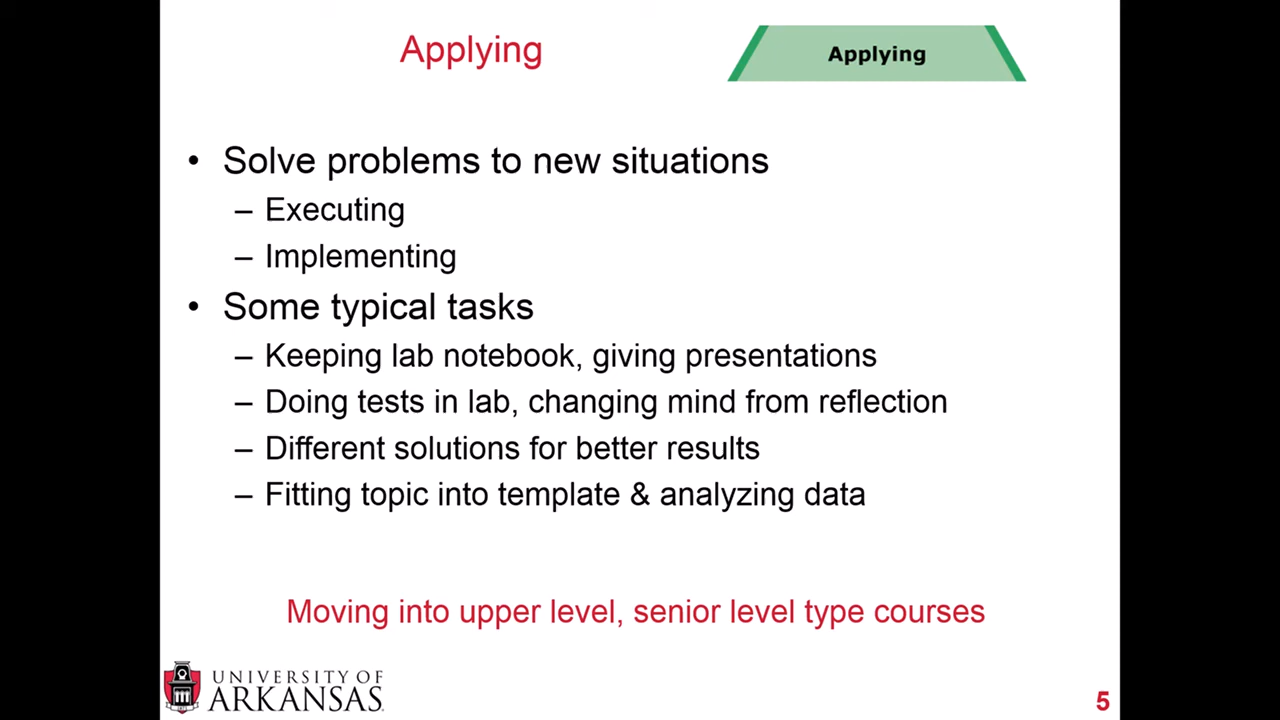 Applying
Applying
• Solve problems to new situations
– Executing
– Implementing
• Some typical tasks
– Keeping lab notebook, giving presentations
– Doing tests in lab, changing mind from reflection
– Different solutions for better results
– Fitting topic into template & analyzing data
Moving into upper level, senior level type courses
UNIVERSITY OF
ARKANSAS
5